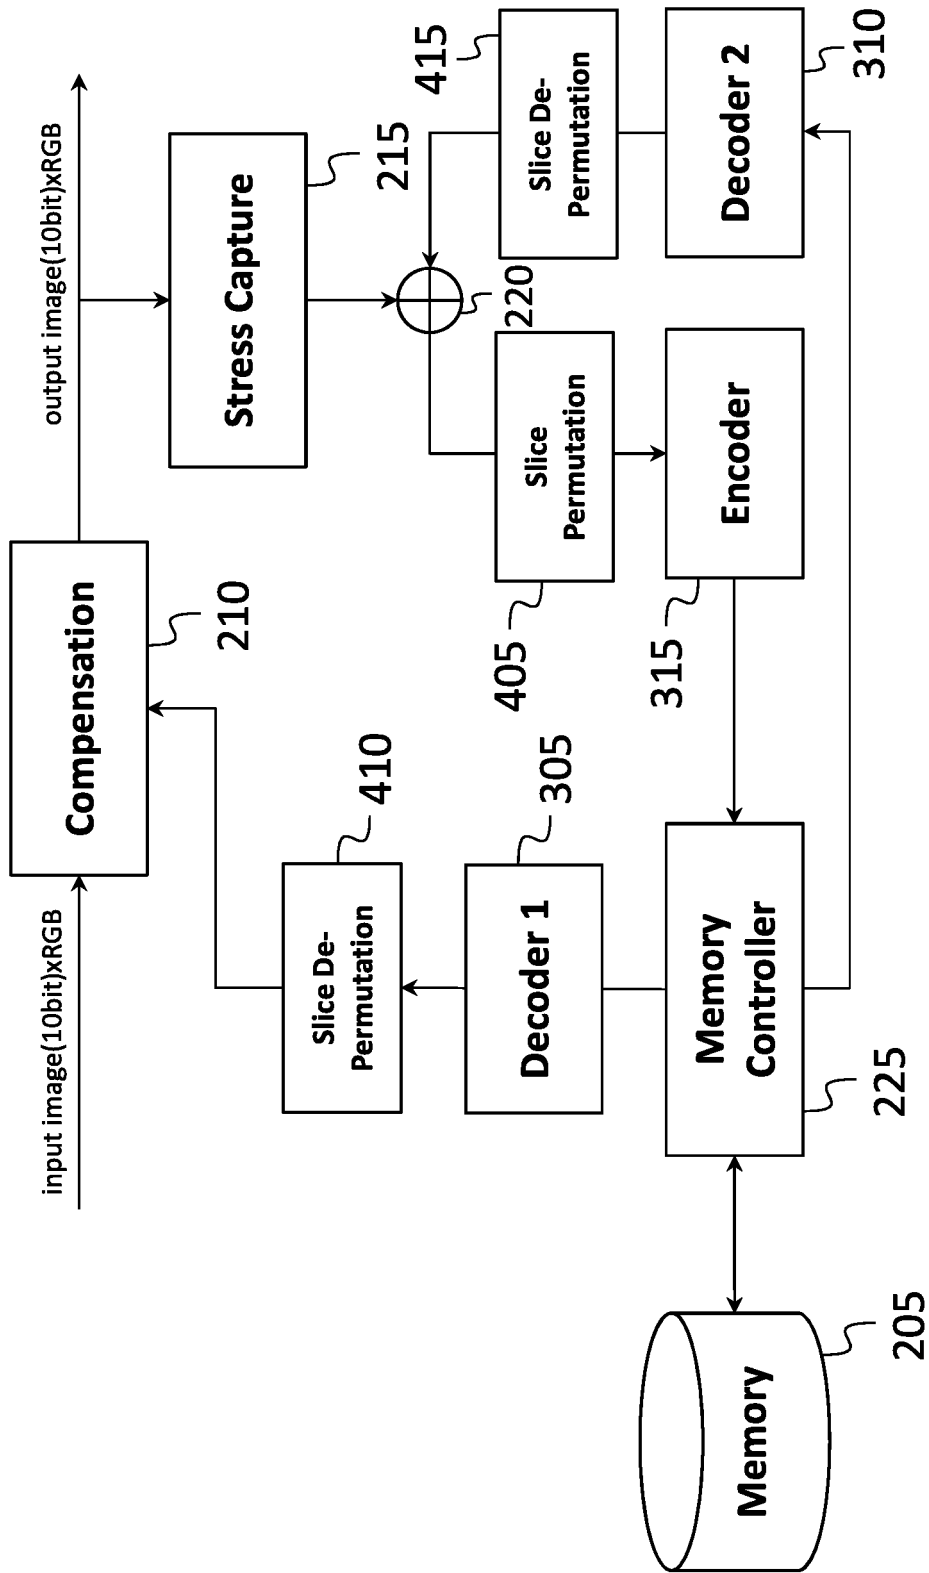 input image(10bit)xRGB
output image(10bit)xRGB
Compensation
210
Stress Capture
215
Slice De-
Permutation
410
220
Slice De-
Permutation
415
Slice
Permutation
405
Decoder 1
305
Memory
205
Memory
Controller
225
Encoder
315
Decoder 2
310